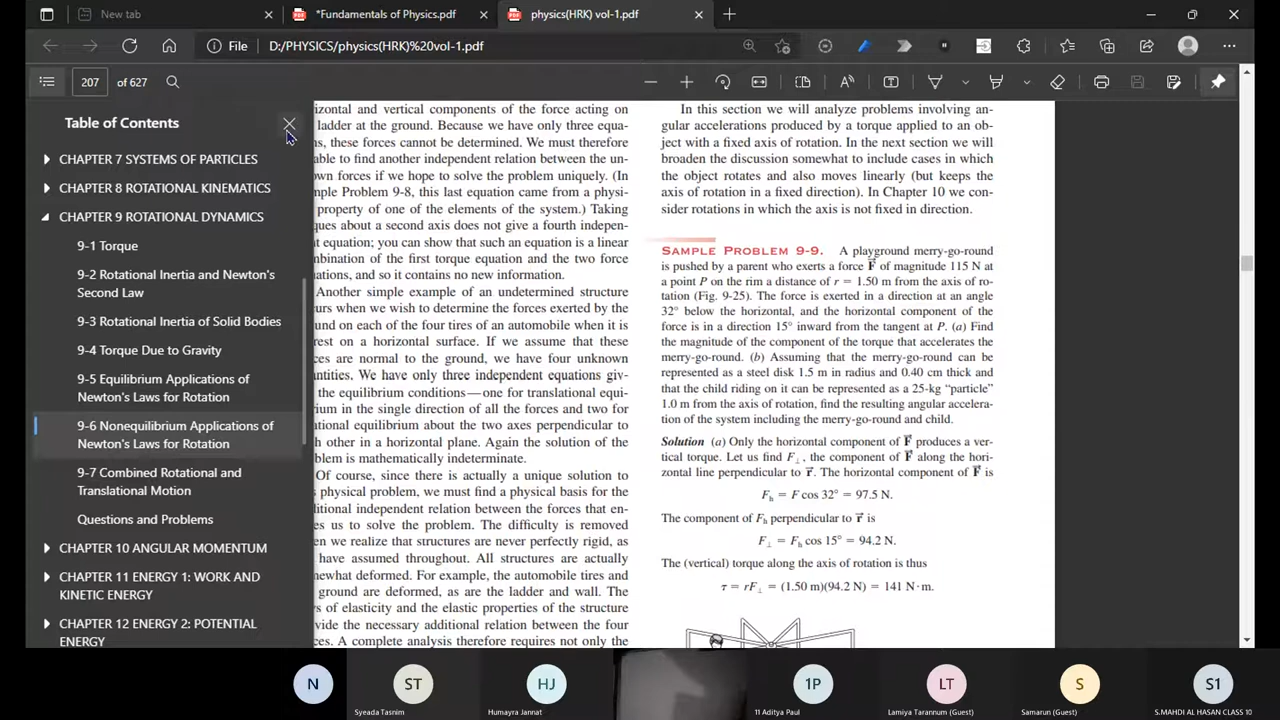 New tab
*Fundamentals of Physics.pdf
physics(HRK) vol-1.pdf
File
D:/PHYSICS/physics(HRK)%20vol-1.pdf
207 of 627
Table of Contents
CHAPTER 7 SYSTEMS OF PARTICLES
CHAPTER 8 ROTATIONAL KINEMATICS
CHAPTER 9 ROTATIONAL DYNAMICS
9-1 Torque
9-2 Rotational Inertia and Newton's
Second Law
9-3 Rotational Inertia of Solid Bodies
9-4 Torque Due to Gravity
9-5 Equilibrium Applications of
Newton's Laws for Rotation
9-6 Nonequilibrium Applications of
Newton's Laws for Rotation
9-7 Combined Rotational and
Translational Motion
Questions and Problems
CHAPTER 10 ANGULAR MOMENTUM
CHAPTER 11 ENERGY 1: WORK AND
KINETIC ENERGY
CHAPTER 12 ENERGY 2: POTENTIAL
ENERGY
izontal and vertical components of the force acting on
ladder at the ground. Because we have only three equa-
ns, these forces cannot be determined. We must therefore
able to find another independent relation between the un-
own forces if we hope to solve the problem uniquely. (In
mple Problem 9-8, this last equation came from a physi-
property of one of the elements of the system.) Taking
ques about a second axis does not give a fourth indepen-
t equation; you can show that such an equation is a linear
mbination of the first torque equation and the two force
ations, and so it contains no new information.
Another simple example of an undetermined structure
urs when we wish to determine the forces exerted by the
und on each of the four tires of an automobile when it is
rest on a horizontal surface. If we assume that these
ces are normal to the ground, we have four unknown
ntities. We have only three independent equations giv-
the equilibrium conditions—one for translational equi-
ium in the single direction of all the forces and two for
ational equilibrium about the two axes perpendicular to
h other in a horizontal plane. Again the solution of the
blem is mathematically indeterminate.
Of course, since there is actually a unique solution to
physical problem, we must find a physical basis for the
litional independent relation between the forces that en-
es us to solve the problem. The difficulty is removed
en we realize that structures are never perfectly rigid, as
have assumed throughout. All structures are actually
newhat deformed. For example, the automobile tires and
ground are deformed, as are the ladder and wall. The
s of elasticity and the elastic properties of the structure
vide the necessary additional relation between the four
ces. A complete analysis therefore requires not only the
In this section we will analyze problems involving an-
gular accelerations produced by a torque applied to an ob-
ject with a fixed axis of rotation. In the next section we will
broaden the discussion somewhat to include cases in which
the object rotates and also moves linearly (but keeps the
axis of rotation in a fixed direction). In Chapter 10 we con-
sider rotations in which the axis is not fixed in direction.
SAMPLE PROBLEM 9-9. A playground merry-go-round
is pushed by a parent who exerts a force F⃗ of magnitude 115 N at
a point P on the rim a distance of r = 1.50 m from the axis of ro-
tation (Fig. 9-25). The force is exerted in a direction at an angle
32° below the horizontal, and the horizontal component of the
force is in a direction 15° inward from the tangent at P. (a) Find
the magnitude of the component of the torque that accelerates the
merry-go-round. (b) Assuming that the merry-go-round can be
represented as a steel disk 1.5 m in radius and 0.40 cm thick and
that the child riding on it can be represented as a 25-kg “particle”
1.0 m from the axis of rotation, find the resulting angular accelera-
tion of the system including the merry-go-round and child.
Solution (a) Only the horizontal component of F⃗ produces a ver-
tical torque. Let us find F⊥, the component of F⃗ along the hori-
zontal line perpendicular to r⃗. The horizontal component of F⃗ is
Fh = F cos 32° = 97.5 N.
The component of Fh perpendicular to r⃗ is
F⊥ = Fh cos 15° = 94.2 N.
The (vertical) torque along the axis of rotation is thus
τ = rF⊥ = (1.50 m)(94.2 N) = 141 N·m.
N
ST
HJ
1P
LT
S
S1
Syeada Tasnim
Humayra Jannat
11 Aditya Paul
Lamiya Tarannum (Guest)
Samarun (Guest)
S.MAHDI AL HASAN CLASS 10